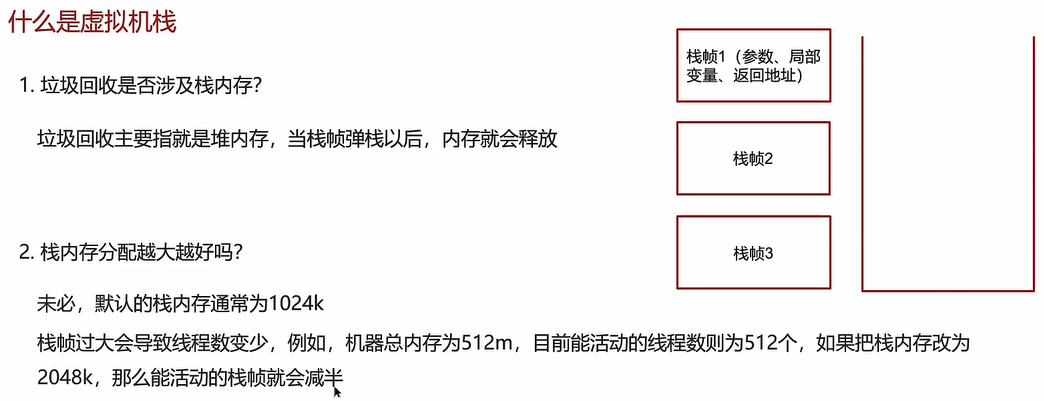 什么是虚拟机栈
1. 垃圾回收是否涉及栈内存?
垃圾回收主要指就是堆内存，当栈帧弹栈以后，内存就会释放
2. 栈内存分配越大越好吗?
未必，默认的栈内存通常为1024k
栈帧过大会导致线程数变少，例如，机器总内存为512m，目前能活动的线程数则为512个，如果把栈内存改为
2048k，那么能活动的栈帧就会减半
栈帧1（参数、局部
变量、返回地址）
栈帧2
栈帧3